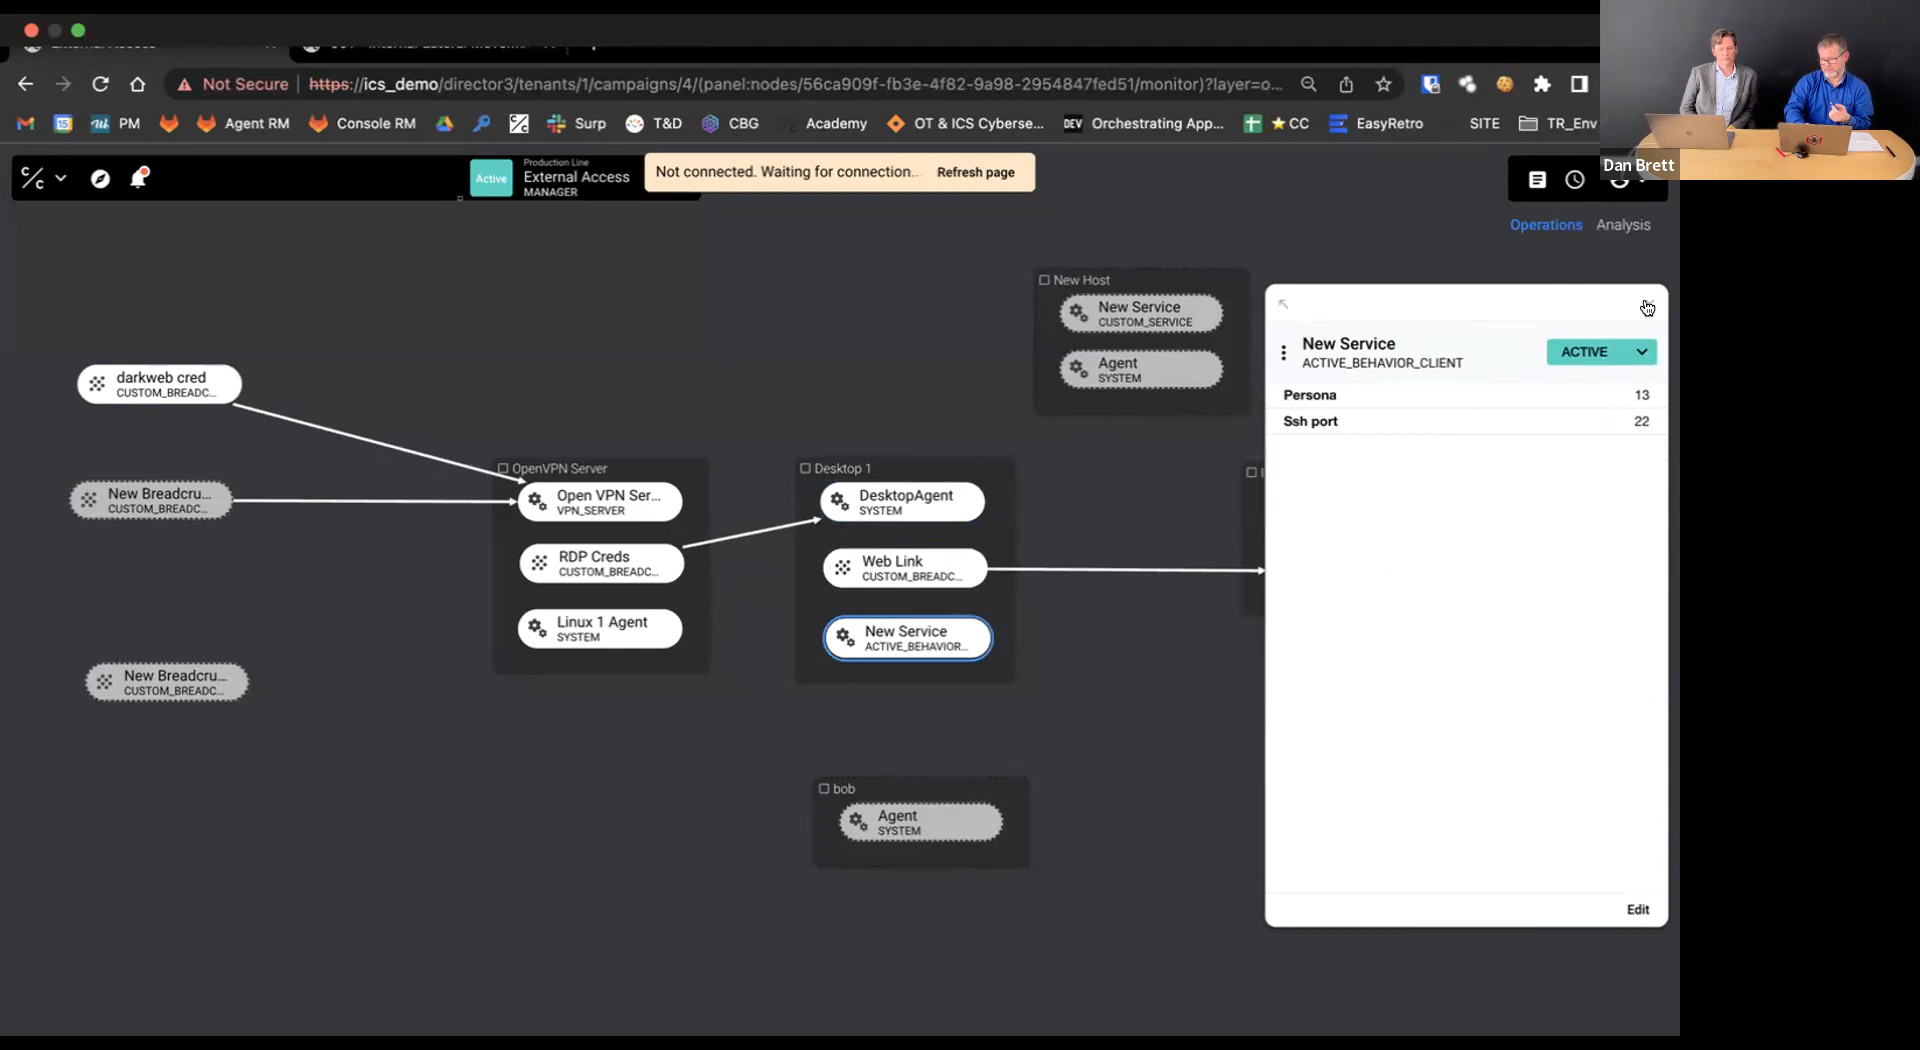 Not Secure
https://ics_demo/director3/tenants/1/campaigns/4/(panel:nodes/56ca909f-fb3e-4f82-9a98-2954847fed51/monitor)?layer=o...
PM
Agent RM
Console RM
Surp
T&D
CBG
Academy
OT & ICS Cyberse...
DEV
Orchestrating App...
CC
EasyRetro
SITE
TR_Env
Dan Brett
Active
Production Line
External Access
MANAGER
Not connected. Waiting for connection...
Refresh page
Operations
Analysis
New Host
New Service
CUSTOM_SERVICE
Agent
SYSTEM
New Service
ACTIVE_BEHAVIOR_CLIENT
ACTIVE
Persona 13
Ssh port 22
Edit
darkweb cred
CUSTOM_BREADC...
New Breadcru...
CUSTOM_BREADC...
New Breadcru...
CUSTOM_BREADC...
OpenVPN Server
Open VPN Ser...
VPN_SERVER
RDP Creds
CUSTOM_BREADC...
Linux 1 Agent
SYSTEM
Desktop 1
DesktopAgent
SYSTEM
Web Link
CUSTOM_BREADC...
New Service
ACTIVE_BEHAVIOR...
bob
Agent
SYSTEM